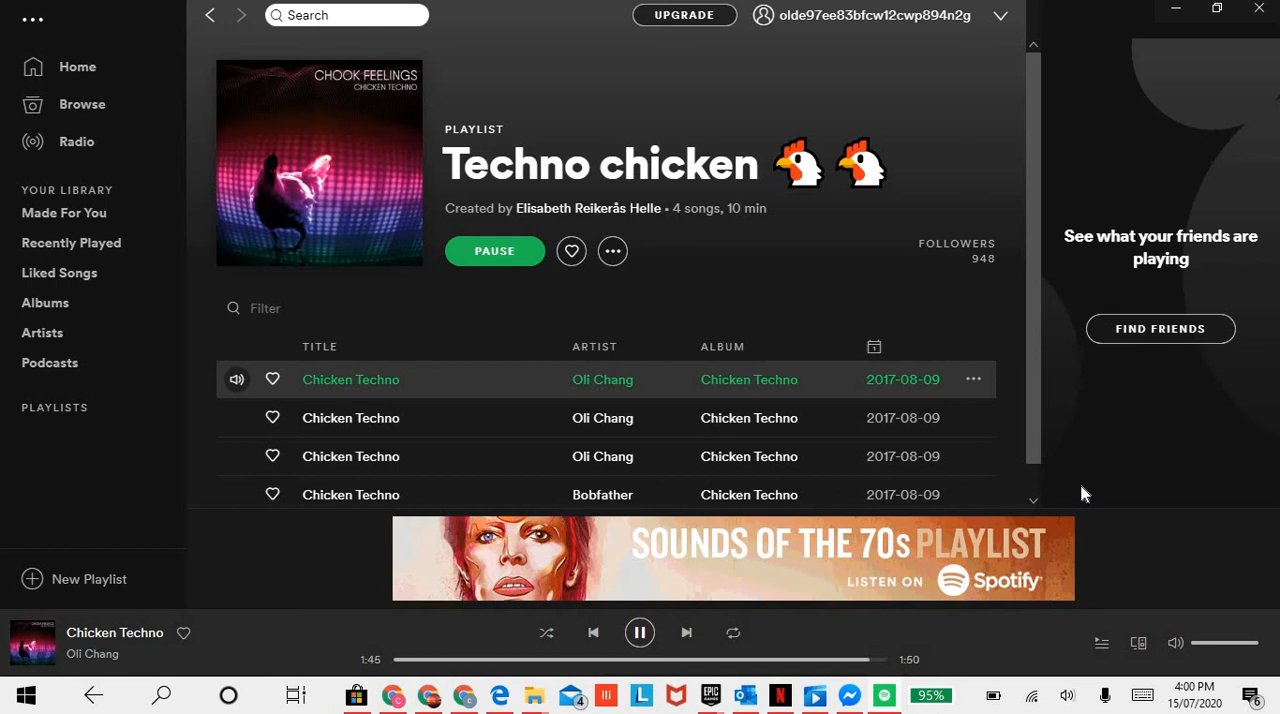 Search
UPGRADE
olde97ee83bfcw12cwp894n2g
Home
Browse
Radio
YOUR LIBRARY
Made For You
Recently Played
Liked Songs
Albums
Artists
Podcasts
PLAYLISTS
New Playlist
CHOOK FEELINGS
CHICKEN TECHNO
PLAYLIST
Techno chicken 🐔 🐔
Created by Elisabeth Reikerås Helle • 4 songs, 10 min
PAUSE
FOLLOWERS
948
Filter
TITLE ARTIST ALBUM
Chicken Techno Oli Chang Chicken Techno 2017-08-09
Chicken Techno Oli Chang Chicken Techno 2017-08-09
Chicken Techno Oli Chang Chicken Techno 2017-08-09
Chicken Techno Bobfather Chicken Techno 2017-08-09
See what your friends are
playing
FIND FRIENDS
SOUNDS OF THE 70s PLAYLIST
LISTEN ON Spotify
Chicken Techno
Oli Chang
1:45
1:50
4
L
EPIC
GAMES
N
95%
4:00 PM
15/07/2020
6